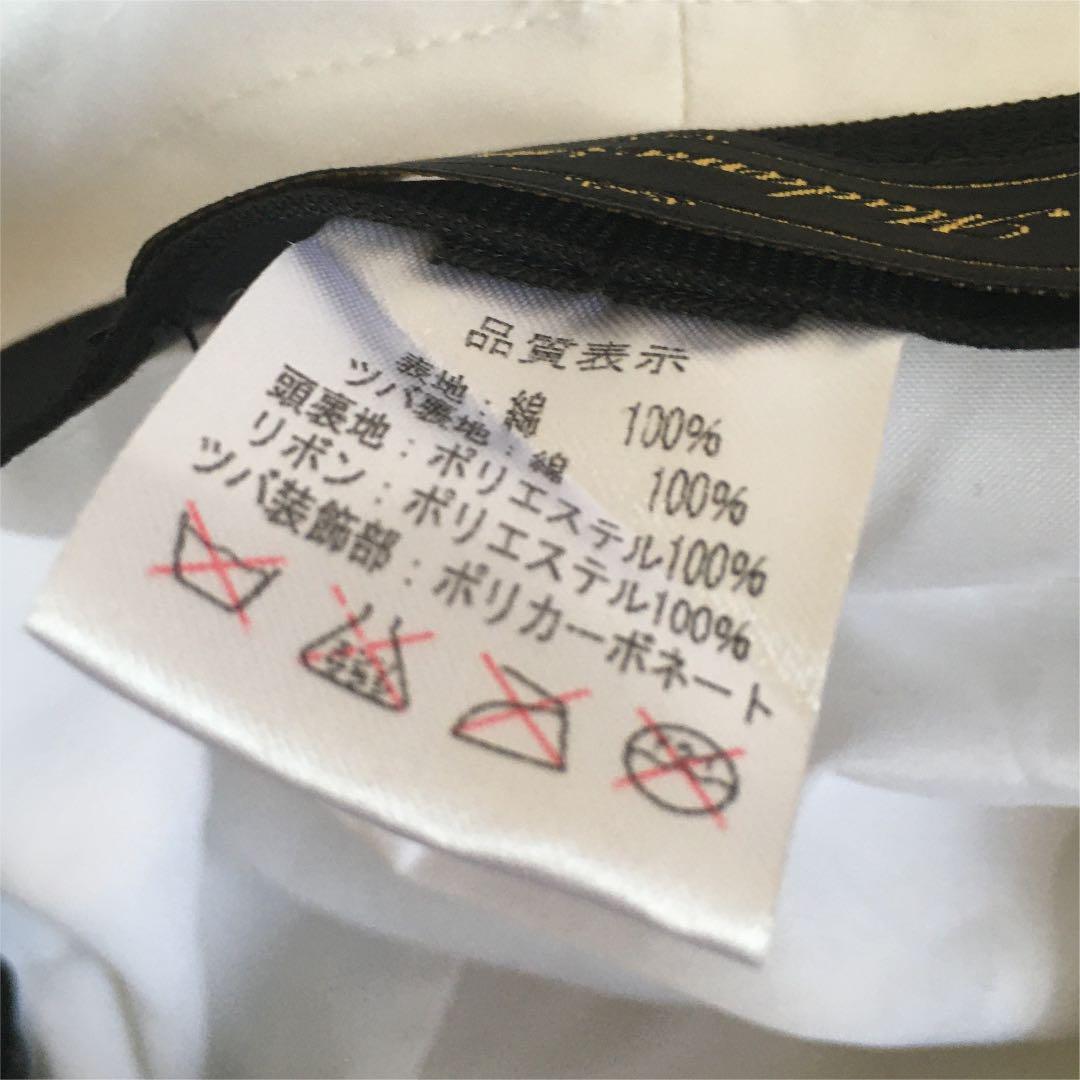 品質表示
表地：綿 100%
ツバ裏地：綿 100%
頭裏地：ポリエステル100%
リボン：ポリエステル100%
ツバ装飾部：ポリカーボネート